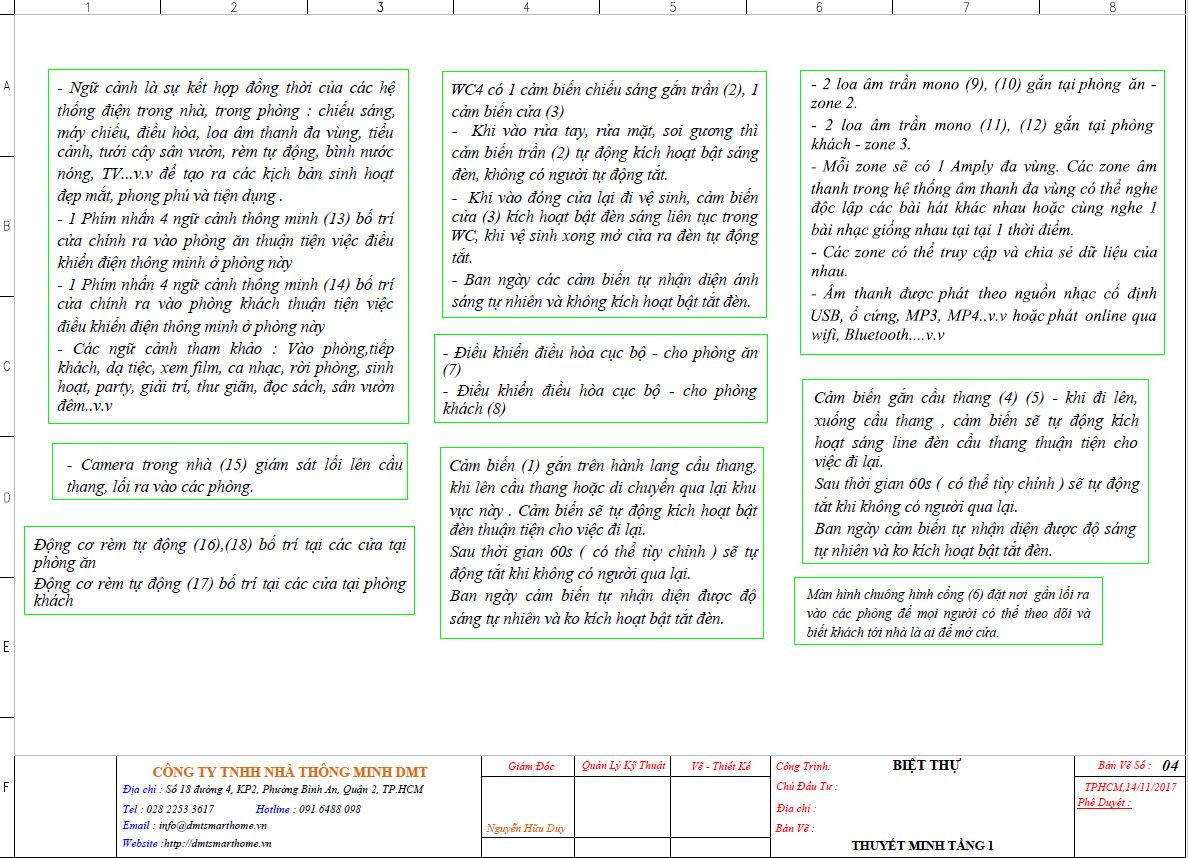 1 2 3 4 5 6 7 8
A
B
C
D
E
F
- Ngữ cảnh là sự kết hợp đồng thời của các hệ
thống điện trong nhà, trong phòng : chiếu sáng,
máy chiếu, điều hòa, loa âm thanh đa vùng, tiểu
cảnh, tưới cây sân vườn, rèm tự động, bình nước
nóng, TV...v.v để tạo ra các kịch bản sinh hoạt
đẹp mắt, phong phú và tiện dụng .
- 1 Phím nhấn 4 ngữ cảnh thông minh (13) bố trí
cửa chính ra vào phòng ăn thuận tiện việc điều
khiển điện thông minh ở phòng này
- 1 Phím nhấn 4 ngữ cảnh thông minh (14) bố trí
cửa chính ra vào phòng khách thuận tiện việc
điều khiển điện thông minh ở phòng này
- Các ngữ cảnh tham khảo : Vào phòng,tiếp
khách, dạ tiệc, xem film, ca nhạc, rời phòng, sinh
hoạt, party, giải trí, thư giãn, đọc sách, sân vườn
đêm..v.v
- Camera trong nhà (15) giám sát lối lên cầu
thang, lối ra vào các phòng.
Động cơ rèm tự động (16),(18) bố trí tại các cửa tại
phòng ăn
Động cơ rèm tự động (17) bố trí tại các cửa tại phòng
khách
WC4 có 1 cảm biến chiếu sáng gắn trần (2), 1
cảm biến cửa (3)
- Khi vào rửa tay, rửa mặt, soi gương thì
cảm biến trần (2) tự động kích hoạt bật sáng
đèn, không có người tự động tắt.
- Khi vào đóng cửa lại đi vệ sinh, cảm biến
cửa (3) kích hoạt bật đèn sáng liên tục trong
WC, khi vệ sinh xong mở cửa ra đèn tự động
tắt.
- Ban ngày các cảm biến tự nhận diện ánh
sáng tự nhiên và không kích hoạt bật tắt đèn.
- Điều khiển điều hòa cục bộ - cho phòng ăn
(7)
- Điều khiển điều hòa cục bộ - cho phòng
khách (8)
Cảm biến (1) gắn trên hành lang cầu thang,
khi lên cầu thang hoặc di chuyển qua lại khu
vực này . Cảm biến sẽ tự động kích hoạt bật
đèn thuận tiện cho việc đi lại.
Sau thời gian 60s ( có thể tùy chỉnh ) sẽ tự
động tắt khi không có người qua lại.
Ban ngày cảm biến tự nhận diện được độ
sáng tự nhiên và ko kích hoạt bật tắt đèn.
- 2 loa âm trần mono (9), (10) gắn tại phòng ăn -
zone 2.
- 2 loa âm trần mono (11), (12) gắn tại phòng
khách - zone 3.
- Mỗi zone sẽ có 1 Amply đa vùng. Các zone âm
thanh trong hệ thống âm thanh đa vùng có thể nghe
độc lập các bài hát khác nhau hoặc cùng nghe 1
bài nhạc giống nhau tại tại 1 thời điểm.
- Các zone có thể truy cập và chia sẻ dữ liệu của
nhau.
- Âm thanh được phát theo nguồn nhạc cố định
USB, ổ cứng, MP3, MP4..v.v hoặc phát online qua
wifi, Bluetooth....v.v
Cảm biến gắn cầu thang (4) (5) - khi đi lên,
xuống cầu thang , cảm biến sẽ tự động kích
hoạt sáng line đèn cầu thang thuận tiện cho
việc đi lại.
Sau thời gian 60s ( có thể tùy chỉnh ) sẽ tự động
tắt khi không có người qua lại.
Ban ngày cảm biến tự nhận diện được độ sáng
tự nhiên và ko kích hoạt bật tắt đèn.
Màn hình chuông hình cổng (6) đặt nơi gần lối ra
vào các phòng để mọi người có thể theo dõi và
biết khách tới nhà là ai để mở cửa.
CÔNG TY TNHH NHÀ THÔNG MINH DMT
Địa chỉ : Số 18 đường 4, KP2, Phường Bình An, Quận 2, TP.HCM
Tel : 028 2253 3617 Hotline : 091 6488 098
Email : info@dmtsmarthome.vn
Website :http://dmtsmarthome.vn
Giám Đốc Quản Lý Kỹ Thuật Vẽ - Thiết Kế
Nguyễn Hữu Duy
Công Trình: BIỆT THỰ
Chủ Đầu Tư :
Địa chỉ :
Bản Vẽ :
THUYẾT MINH TẦNG 1
Bản Vẽ Số : 04
TPHCM,14/11/2017
Phê Duyệt :